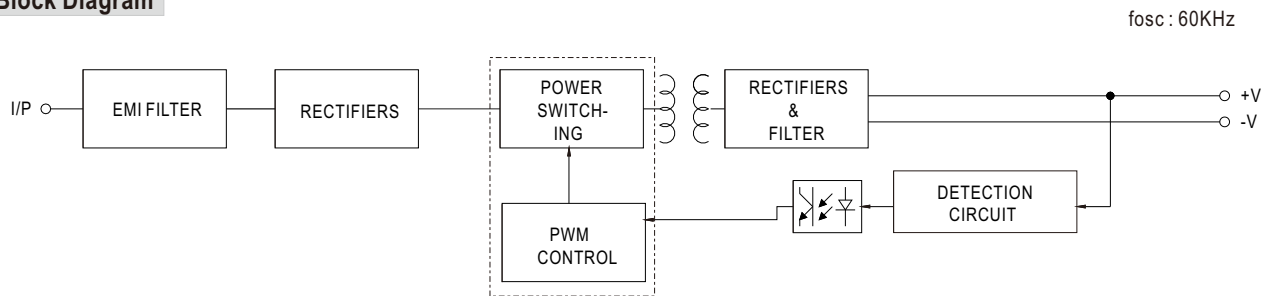 Block Diagram
fosc : 60KHz
I/P
EMI FILTER
RECTIFIERS
POWER
SWITCH-
ING
RECTIFIERS
&
FILTER
+V
-V
DETECTION
CIRCUIT
PWM
CONTROL